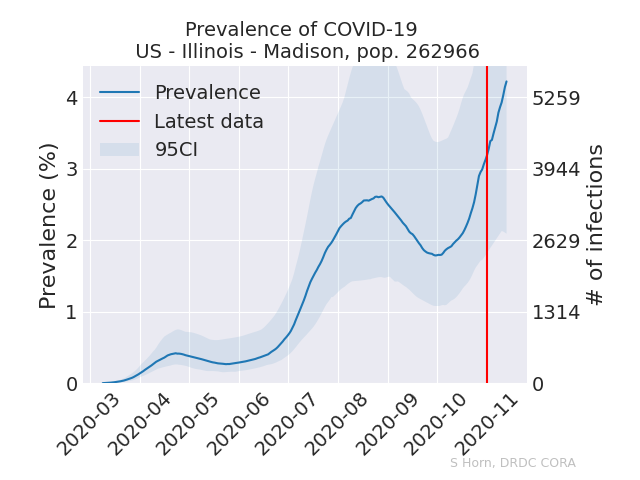 Prevalence of COVID-19
US - Illinois - Madison, pop. 262966
Prevalence
Latest data
95CI
Prevalence (%)
4
3
2
1
0
5259
3944
2629
1314
0
# of infections
2020-03
2020-04
2020-05
2020-06
2020-07
2020-08
2020-09
2020-10
2020-11
S Horn, DRDC CORA